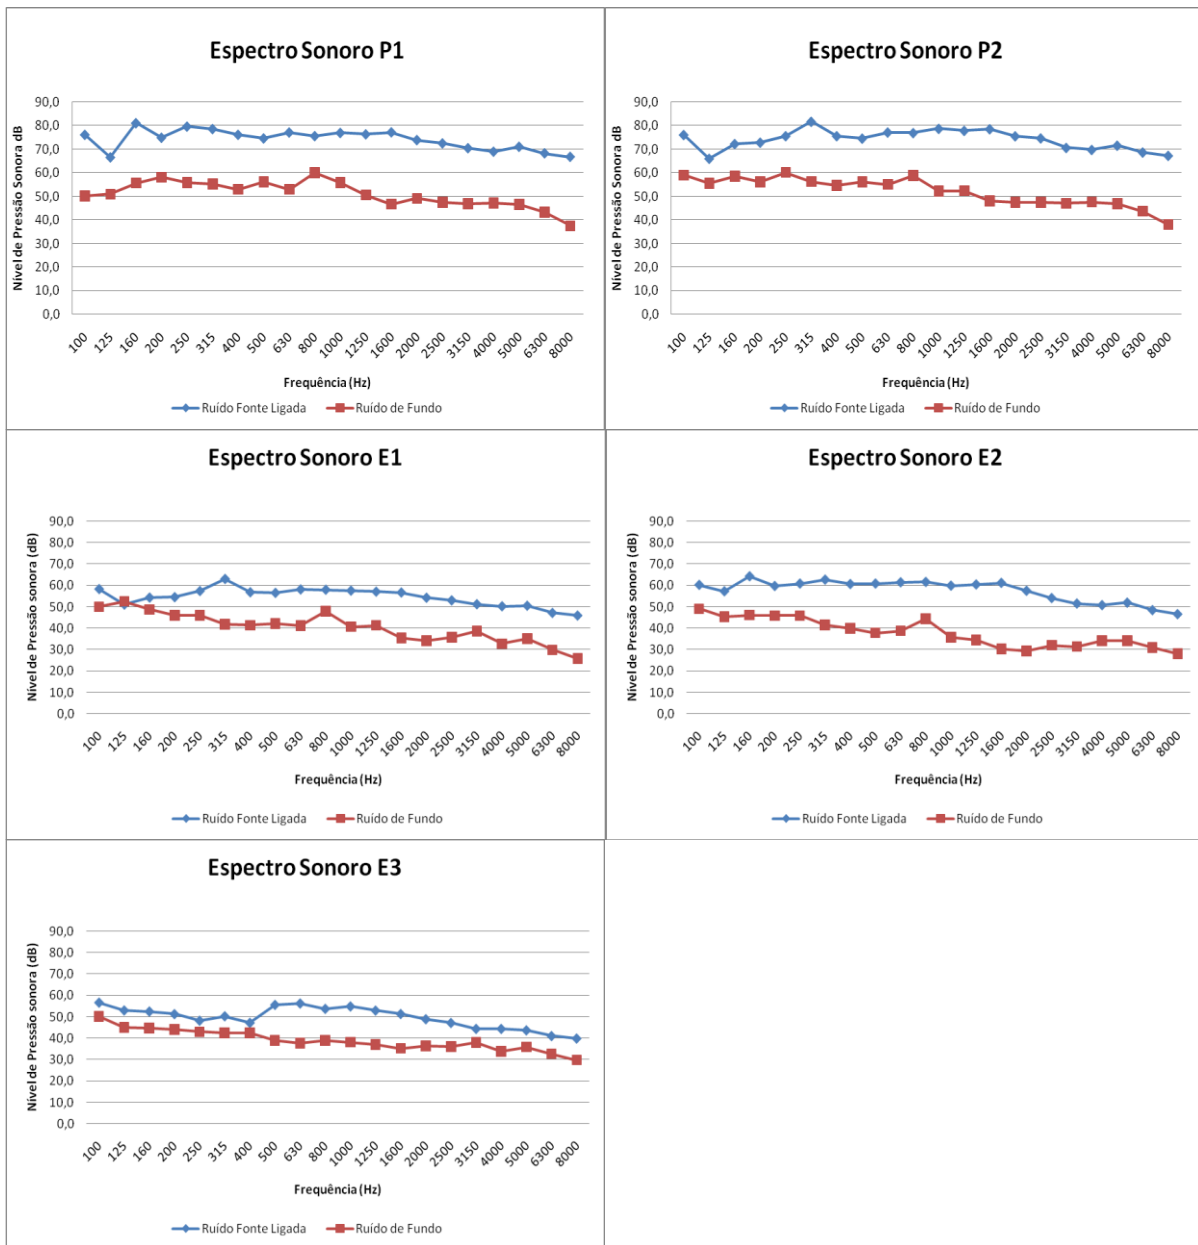 Espectro Sonoro P1
Nível de Pressão Sonora dB
90,0
80,0
70,0
60,0
50,0
40,0
30,0
20,0
10,0
0,0
100 125 160 200 250 315 400 500 630 800 1000 1250 1600 2000 2500 3150 4000 5000 6300 8000
Frequência (Hz)
Ruído Fonte Ligada Ruído de Fundo
Espectro Sonoro P2
Nível de Pressão Sonora dB
90,0
80,0
70,0
60,0
50,0
40,0
30,0
20,0
10,0
0,0
100 125 160 200 250 315 400 500 630 800 1000 1250 1600 2000 2500 3150 4000 5000 6300 8000
Frequência (Hz)
Ruído Fonte Ligada Ruído de Fundo
Espectro Sonoro E1
Nível de Pressão sonora (dB)
90,0
80,0
70,0
60,0
50,0
40,0
30,0
20,0
10,0
0,0
100 125 160 200 250 315 400 500 630 800 1000 1250 1600 2000 2500 3150 4000 5000 6300 8000
Frequência (Hz)
Ruído Fonte Ligada Ruído de Fundo
Espectro Sonoro E2
Nível de Pressão sonora (dB)
90,0
80,0
70,0
60,0
50,0
40,0
30,0
20,0
10,0
0,0
100 125 160 200 250 315 400 500 630 800 1000 1250 1600 2000 2500 3150 4000 5000 6300 8000
Frequência (Hz)
Ruído Fonte Ligada Ruído de Fundo
Espectro Sonoro E3
Nível de Pressão sonora (dB)
90,0
80,0
70,0
60,0
50,0
40,0
30,0
20,0
10,0
0,0
100 125 160 200 250 315 400 500 630 800 1000 1250 1600 2000 2500 3150 4000 5000 6300 8000
Frequência (Hz)
Ruído Fonte Ligada Ruído de Fundo